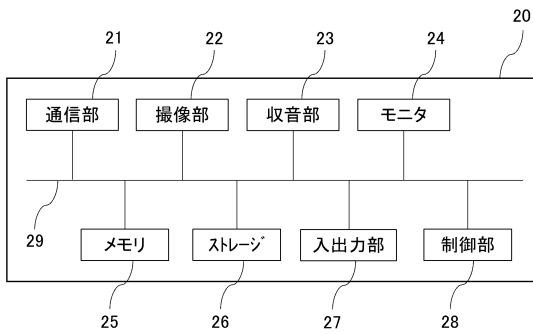 20
21 22 23 24
通信部 撮像部 収音部 モニタ
29
メモリ ストレージ 入出力部 制御部
25 26 27 28